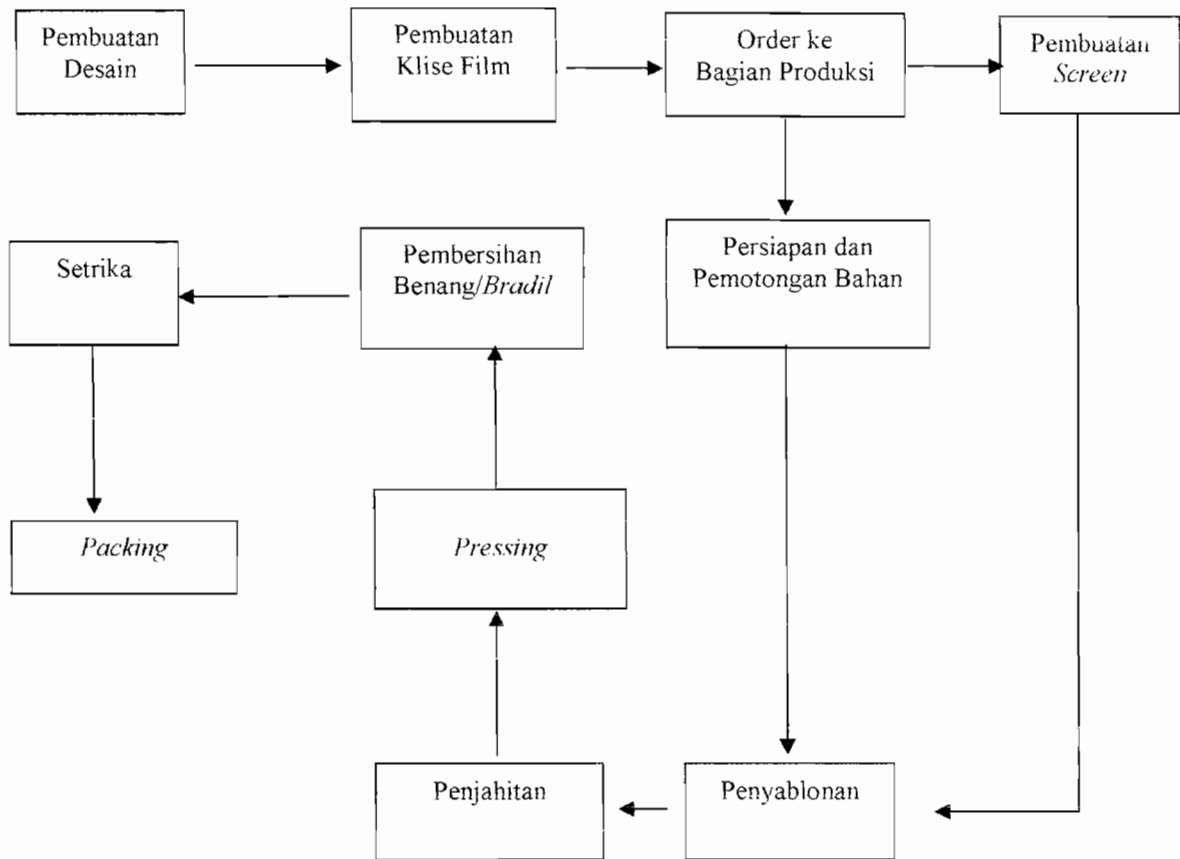 Pembuatan
Desain
Pembuatan
Klise Film
Order ke
Bagian Produksi
Pembuatan
Screen
Setrika
Pembersihan
Benang/Bradil
Persiapan dan
Pemotongan Bahan
Packing
Pressing
Penjahitan
Penyablonan